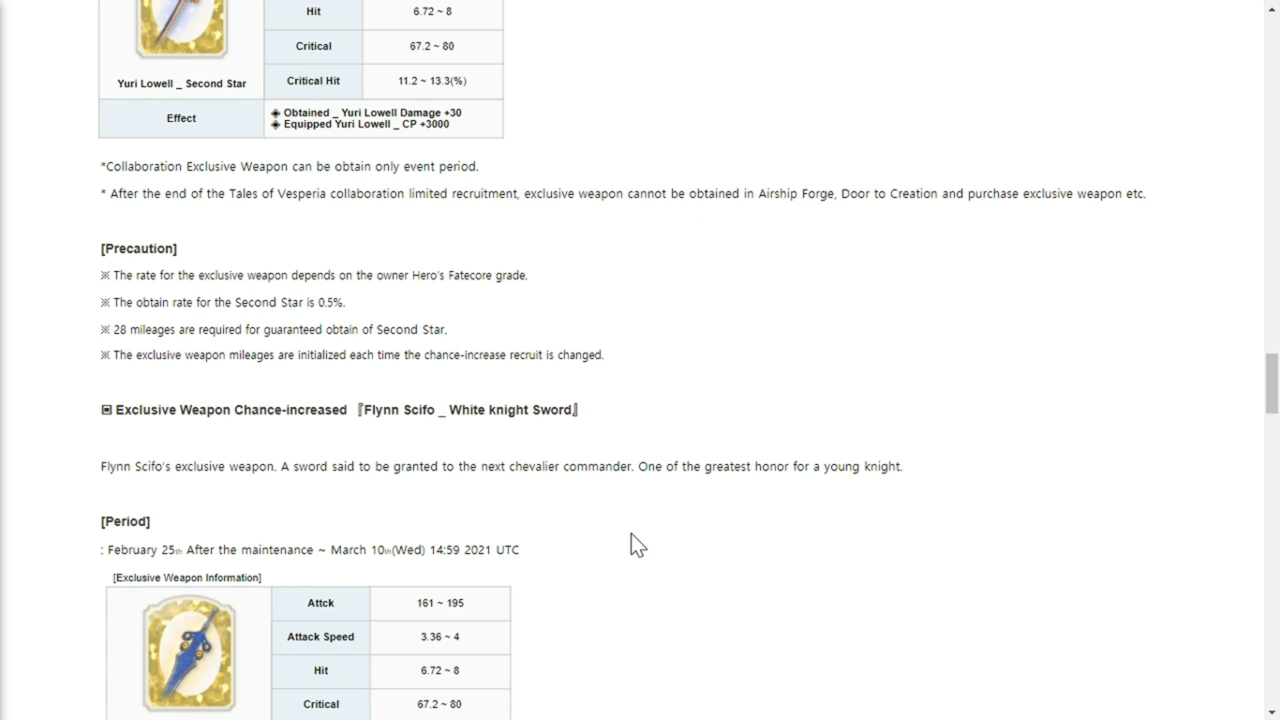 Hit 6.72 ~ 8
Critical 67.2 ~ 80
Yuri Lowell _ Second Star Critical Hit 11.2 ~ 13.3(%)
Effect ◈ Obtained _ Yuri Lowell Damage +30
◈ Equipped Yuri Lowell _ CP +3000
*Collaboration Exclusive Weapon can be obtain only event period.
* After the end of the Tales of Vesperia collaboration limited recruitment, exclusive weapon cannot be obtained in Airship Forge, Door to Creation and purchase exclusive weapon etc.
[Precaution]
※ The rate for the exclusive weapon depends on the owner Hero's Fatecore grade.
※ The obtain rate for the Second Star is 0.5%.
※ 28 mileages are required for guaranteed obtain of Second Star.
※ The exclusive weapon mileages are initialized each time the chance-increase recruit is changed.
▣ Exclusive Weapon Chance-increased 『Flynn Scifo _ White knight Sword』
Flynn Scifo's exclusive weapon. A sword said to be granted to the next chevalier commander. One of the greatest honor for a young knight.
[Period]
: February 25th After the maintenance ~ March 10th(Wed) 14:59 2021 UTC
[Exclusive Weapon Information]
Attck 161 ~ 195
Attack Speed 3.36 ~ 4
Hit 6.72 ~ 8
Critical 67.2 ~ 80